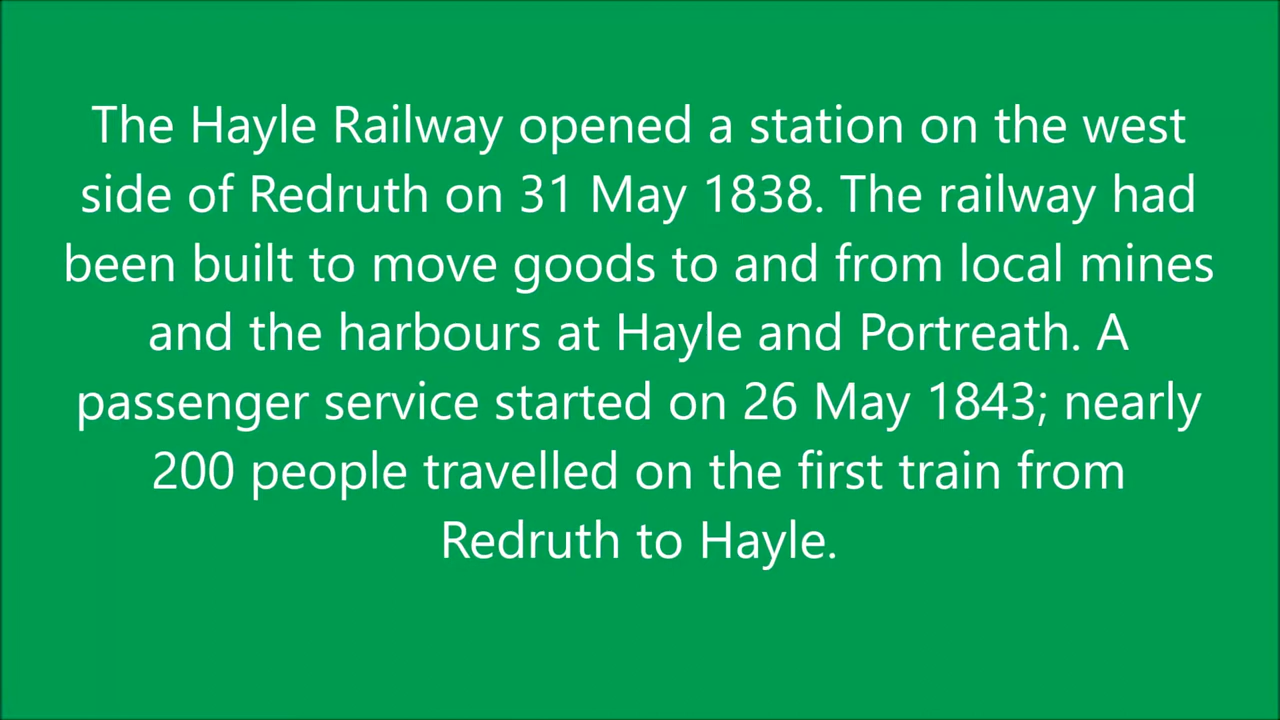 The Hayle Railway opened a station on the west
side of Redruth on 31 May 1838. The railway had
been built to move goods to and from local mines
and the harbours at Hayle and Portreath. A
passenger service started on 26 May 1843; nearly
200 people travelled on the first train from
Redruth to Hayle.